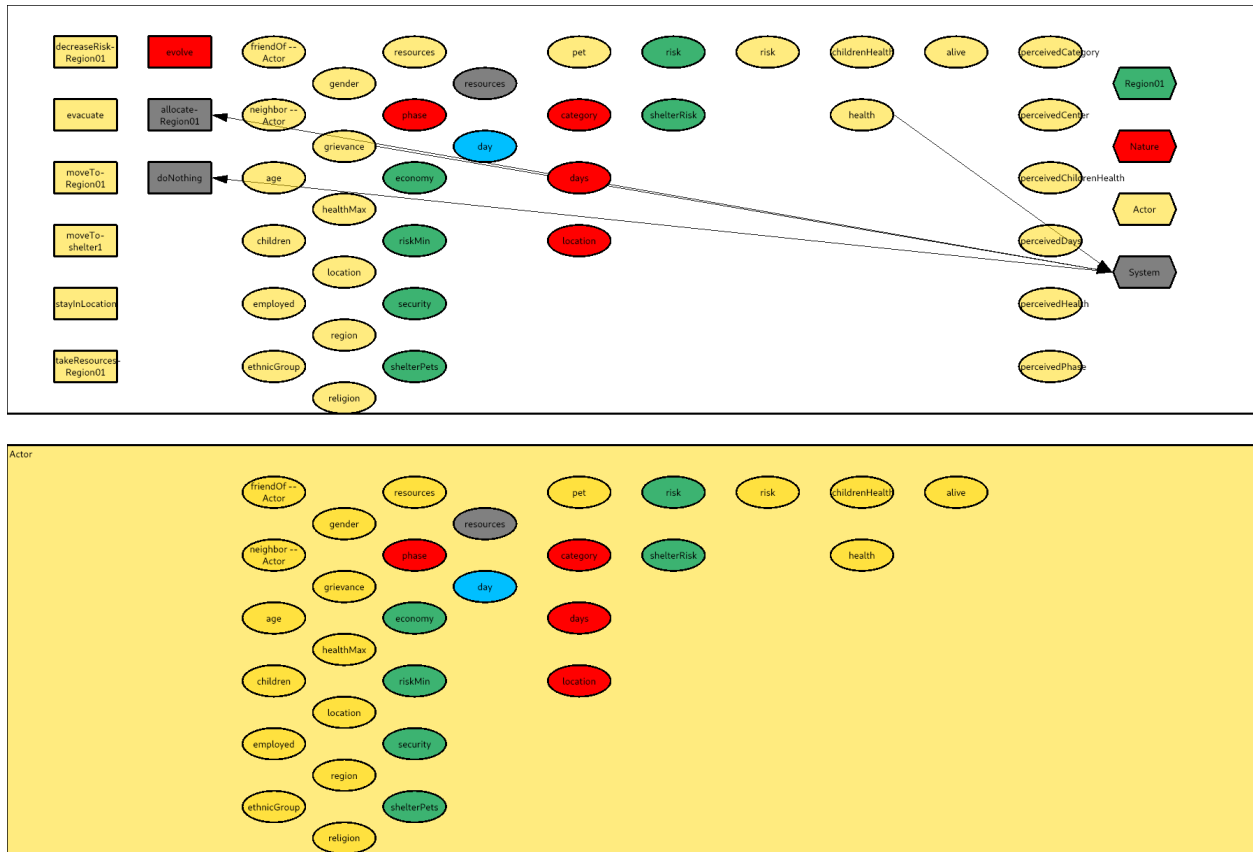 decreaseRisk-
Region01
evolve
friendOf --
Actor
resources
pet
risk
risk
childrenHealth
alive
perceivedCategory
gender
resources
Region01
evacuate
allocate-
Region01
neighbor --
Actor
phase
category
shelterRisk
health
perceivedCenter
grievance
day
Nature
moveTo-
Region01
doNothing
age
economy
days
perceivedChildrenHealth
healthMax
Actor
moveTo-
shelter1
children
riskMin
location
perceivedDays
location
System
stayInLocation
employed
security
perceivedHealth
region
takeResources-
Region01
ethnicGroup
shelterPets
perceivedPhase
religion
Actor
friendOf --
Actor
resources
pet
risk
risk
childrenHealth
alive
gender
resources
neighbor --
Actor
phase
category
shelterRisk
health
grievance
day
age
economy
days
healthMax
children
riskMin
location
location
employed
security
region
ethnicGroup
shelterPets
religion